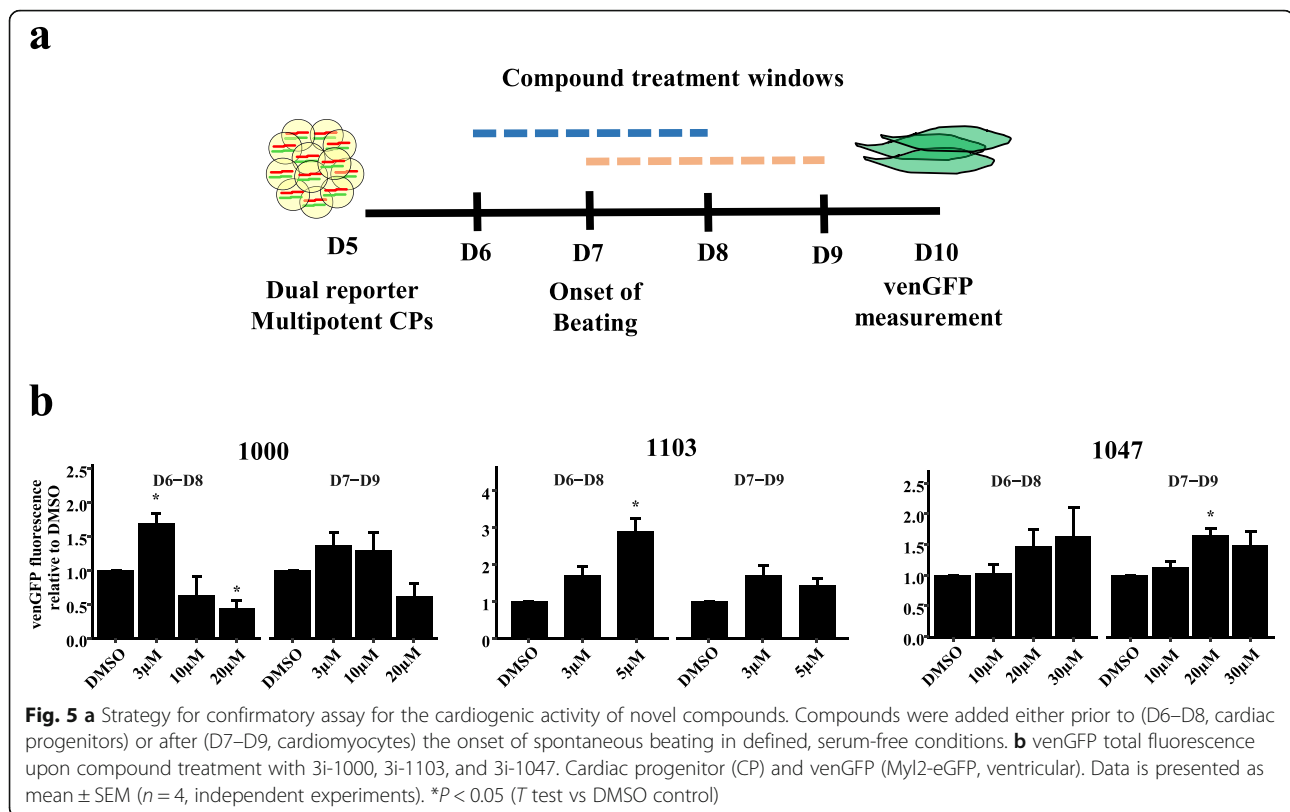 a
Compound treatment windows
D5
D6
D7
D8
D9
D10
Dual reporter
Multipotent CPs
Onset of
Beating
venGFP
measurement
b
1000
venGFP fluorescence
relative to DMSO
2.5
2.0
1.5
1.0
0.5
0.0
D6–D8
D7–D9
*
*
DMSO
3µM
10µM
20µM
DMSO
3µM
10µM
20µM
1103
4
3
2
1
0
D6–D8
D7–D9
*
DMSO
3µM
5µM
DMSO
3µM
5µM
1047
2.5
2.0
1.5
1.0
0.5
0.0
D6–D8
D7–D9
*
DMSO
10µM
20µM
30µM
DMSO
10µM
20µM
30µM
Fig. 5 a Strategy for confirmatory assay for the cardiogenic activity of novel compounds. Compounds were added either prior to (D6–D8, cardiac
progenitors) or after (D7–D9, cardiomyocytes) the onset of spontaneous beating in defined, serum-free conditions. b venGFP total fluorescence
upon compound treatment with 3i-1000, 3i-1103, and 3i-1047. Cardiac progenitor (CP) and venGFP (Myl2-eGFP, ventricular). Data is presented as
mean ± SEM (n = 4, independent experiments). *P < 0.05 (T test vs DMSO control)